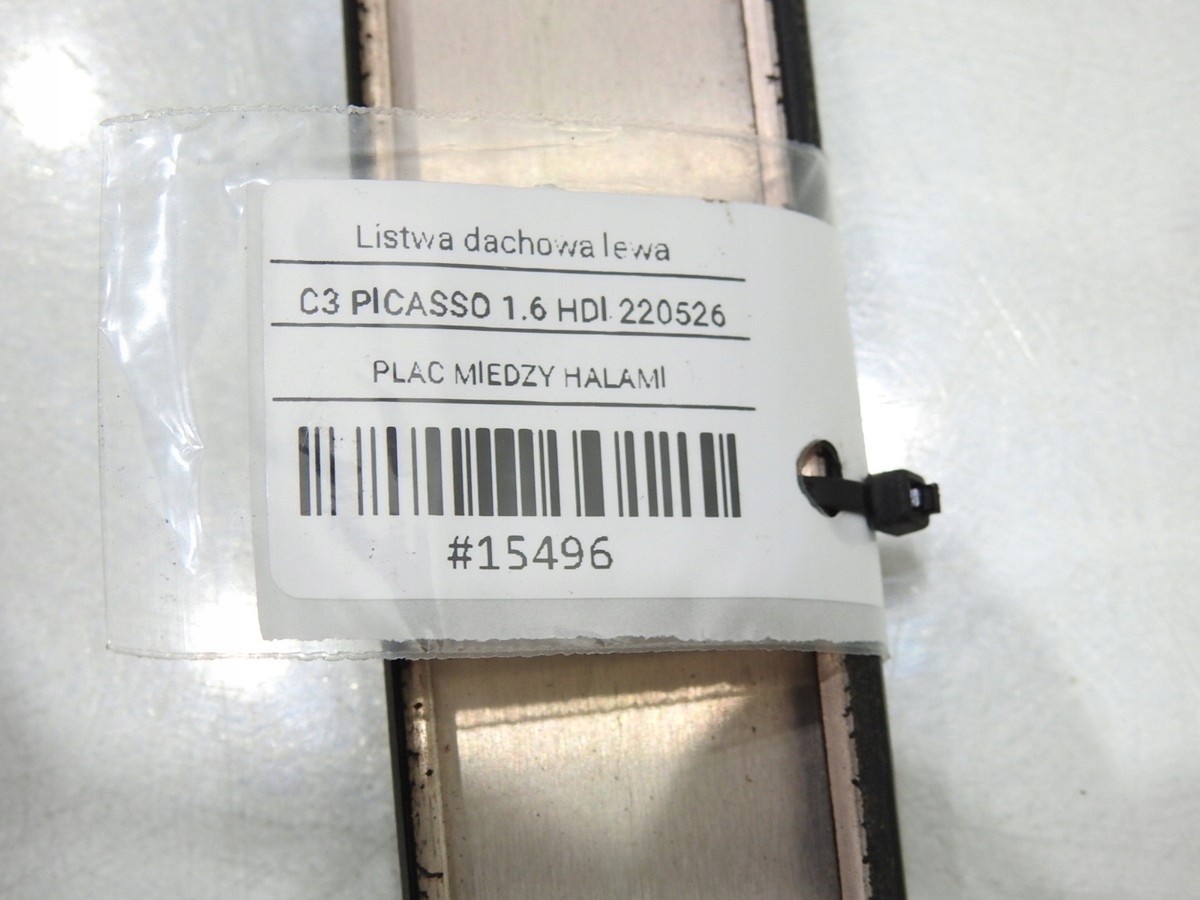 Listwa dachowa lewa
C3 PICASSO 1.6 HDI 220526
PLAC MIEDZY HALAMI
#15496